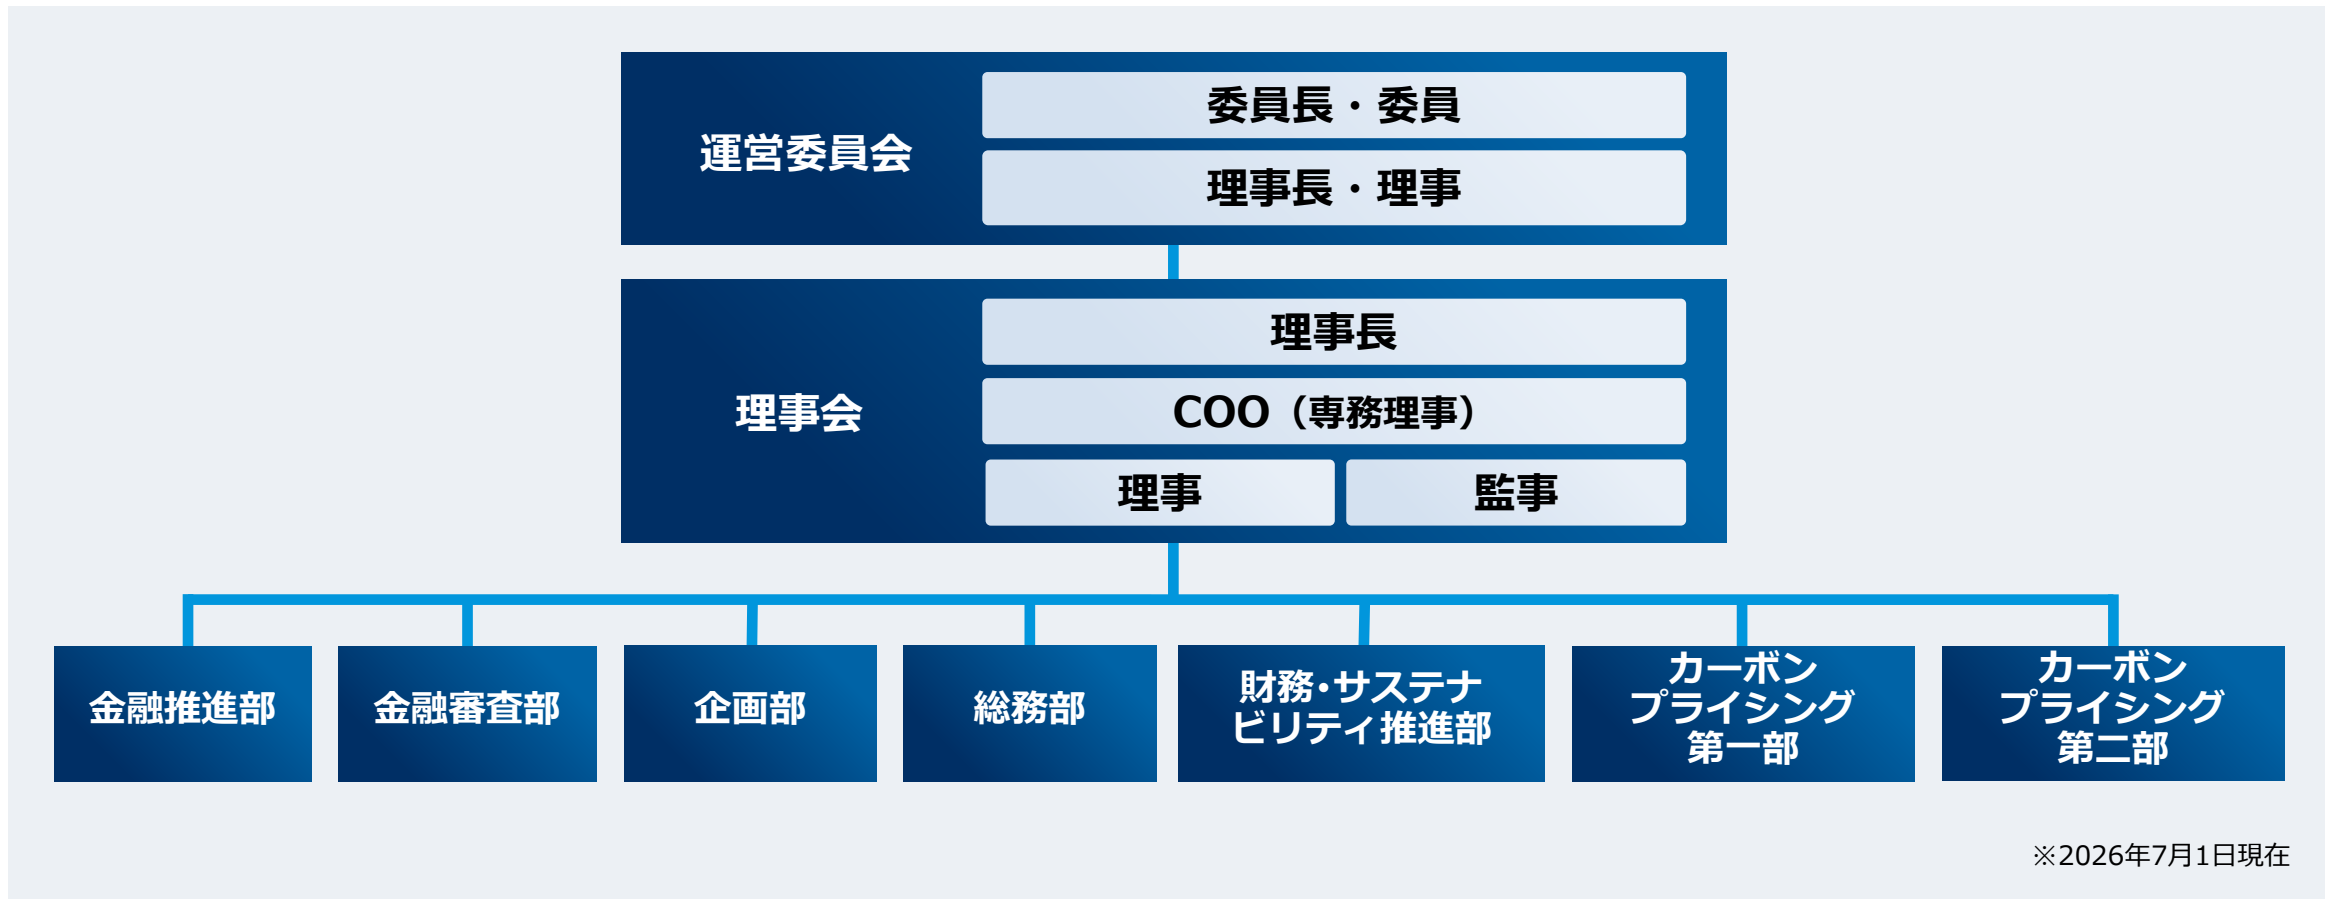 運営委員会
委員長・委員
理事長・理事
理事会
理事長
COO（専務理事）
理事
監事
金融推進部
金融審査部
企画部
総務部
財務・サステナ
ビリティ推進部
カーボン
プライシング
第一部
カーボン
プライシング
第二部
※2026年7月1日現在